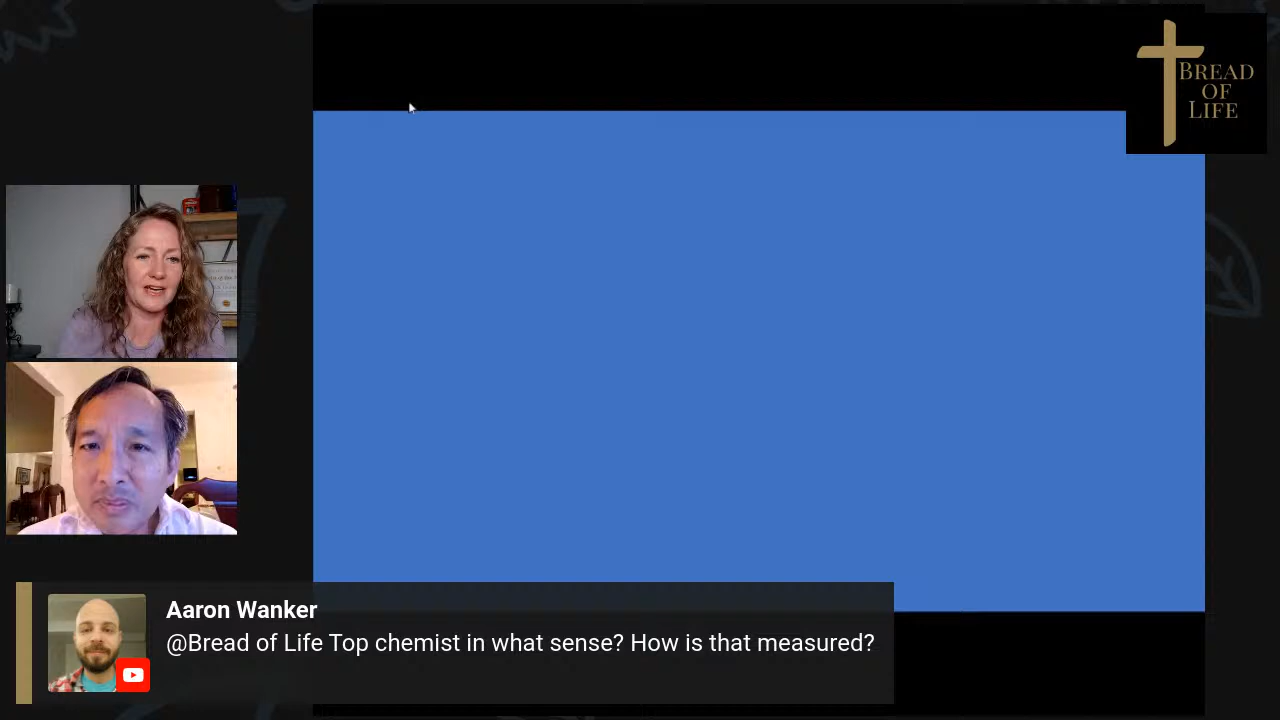 BREAD
OF
LIFE
Aaron Wanker
@Bread of Life Top chemist in what sense? How is that measured?